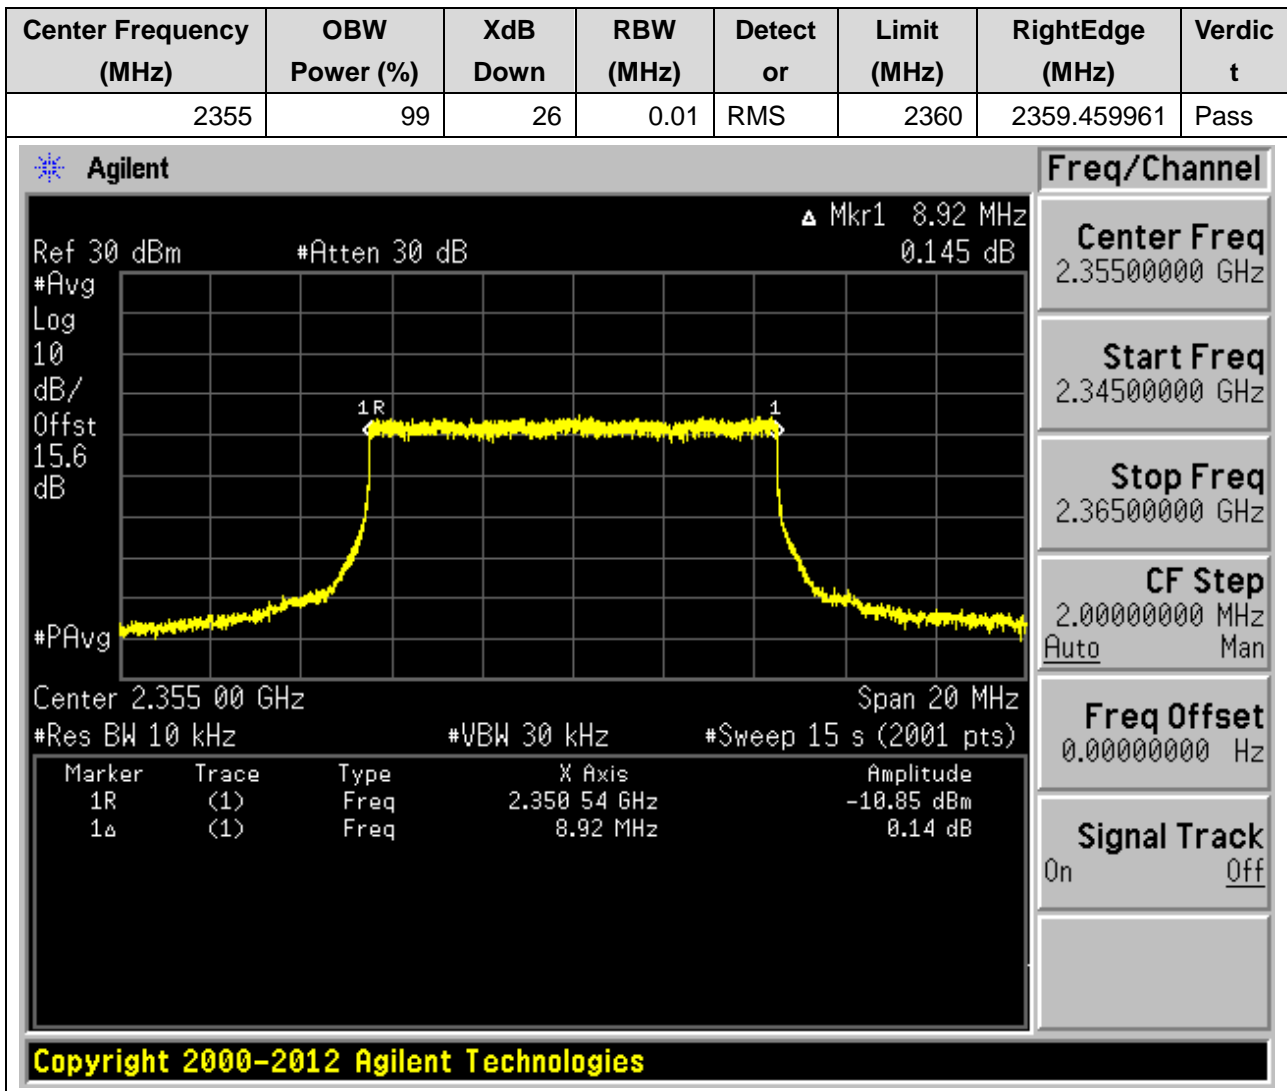 Center Frequency (MHz) OBW Power (%) XdB Down RBW (MHz) Detect or Limit (MHz) RightEdge (MHz) Verdic t
2355 99 26 0.01 RMS 2360 2359.459961 Pass
Agilent
Freq/Channel
Δ Mkr1 8.92 MHz
Ref 30 dBm #Atten 30 dB 0.145 dB
#Avg
Log
10
dB/
Offst
15.6
dB
1R 1
#PAvg
Center 2.355 00 GHz Span 20 MHz
#Res BW 10 kHz #VBW 30 kHz #Sweep 15 s (2001 pts)
Marker Trace Type X Axis Amplitude
1R (1) Freq 2.350 54 GHz -10.85 dBm
1Δ (1) Freq 8.92 MHz 0.14 dB
Center Freq
2.35500000 GHz
Start Freq
2.34500000 GHz
Stop Freq
2.36500000 GHz
CF Step
2.00000000 MHz
Auto Man
Freq Offset
0.00000000 Hz
Signal Track
On Off
Copyright 2000-2012 Agilent Technologies